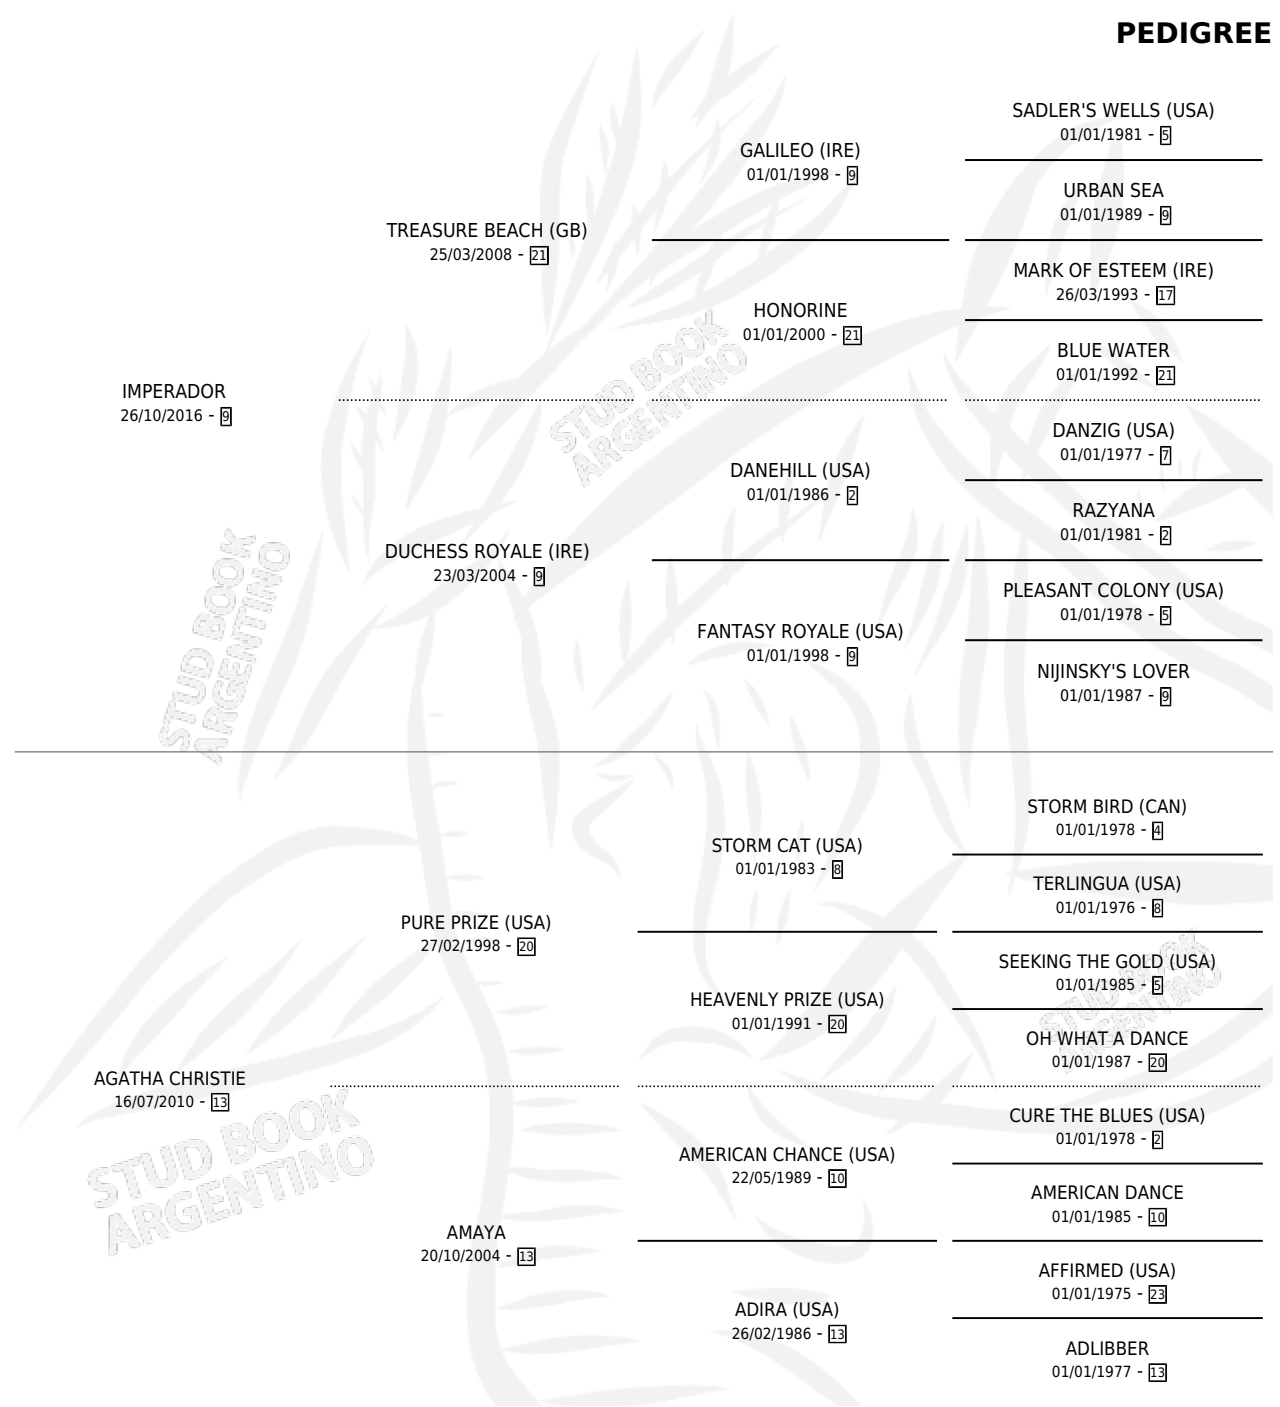 PEDIGREE
SADLER'S WELLS (USA)
01/01/1981 - 5
GALILEO (IRE)
01/01/1998 - 9
URBAN SEA
01/01/1989 - 9
TREASURE BEACH (GB)
25/03/2008 - 21
MARK OF ESTEEM (IRE)
26/03/1993 - 17
HONORINE
01/01/2000 - 21
BLUE WATER
01/01/1992 - 21
IMPERADOR
26/10/2016 - 9
DANZIG (USA)
01/01/1977 - 7
DANEHILL (USA)
01/01/1986 - 2
RAZYANA
01/01/1981 - 2
DUCHESS ROYALE (IRE)
23/03/2004 - 9
PLEASANT COLONY (USA)
01/01/1978 - 5
FANTASY ROYALE (USA)
01/01/1998 - 9
NIJINSKY'S LOVER
01/01/1987 - 9
STORM BIRD (CAN)
01/01/1978 - 4
STORM CAT (USA)
01/01/1983 - 8
TERLINGUA (USA)
01/01/1976 - 8
PURE PRIZE (USA)
27/02/1998 - 20
SEEKING THE GOLD (USA)
01/01/1985 - 5
HEAVENLY PRIZE (USA)
01/01/1991 - 20
OH WHAT A DANCE
01/01/1987 - 20
AGATHA CHRISTIE
16/07/2010 - 13
CURE THE BLUES (USA)
01/01/1978 - 2
AMERICAN CHANCE (USA)
22/05/1989 - 10
AMERICAN DANCE
01/01/1985 - 10
AMAYA
20/10/2004 - 13
AFFIRMED (USA)
01/01/1975 - 23
ADIRA (USA)
26/02/1986 - 13
ADLIBBER
01/01/1977 - 13
STUD BOOK
ARGENTINO
STUD BOOK
ARGENTINO
STUD BOOK
ARGENTINO
STUD BOOK
ARGENTINO